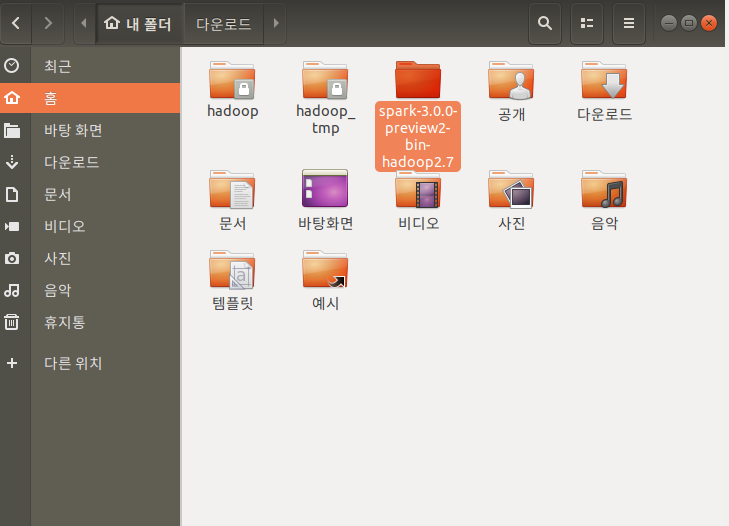 내 폴더
다운로드
최근
홈
바탕 화면
다운로드
문서
비디오
사진
음악
휴지통
다른 위치
hadoop
hadoop_
tmp
spark-3.0.0-
preview2-
bin-
hadoop2.7
공개
다운로드
문서
바탕화면
비디오
사진
음악
템플릿
예시